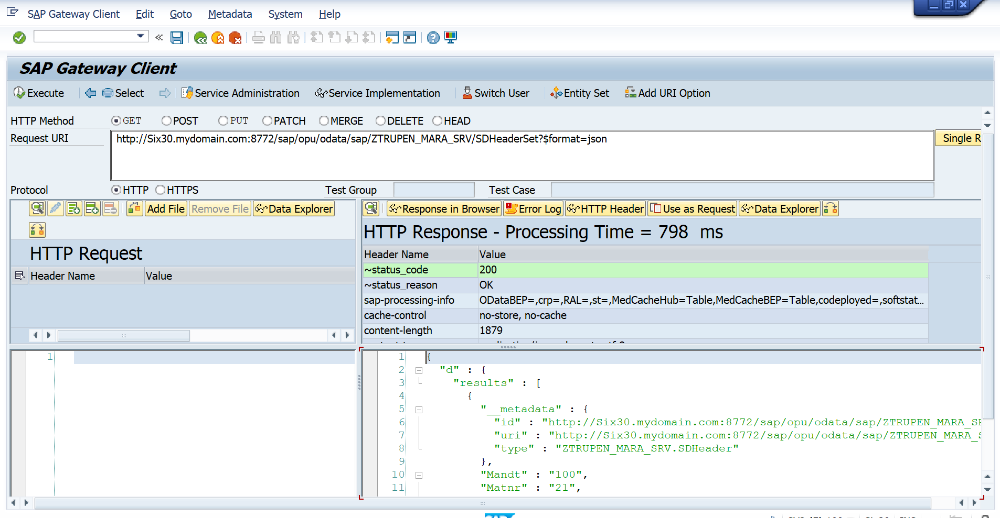 SAP Gateway Client Edit Goto Metadata System Help
SAP Gateway Client
Execute Select Service Administration Service Implementation Switch User Entity Set Add URI Option
HTTP Method GET POST PUT PATCH MERGE DELETE HEAD
Request URI http://Six30.mydomain.com:8772/sap/opu/odata/sap/ZTRUPEN_MARA_SRV/SDHeaderSet?$format=json Single R
Protocol HTTP HTTPS Test Group Test Case
Add File Remove File Data Explorer
HTTP Request
Header Name Value
1
Response in Browser Error Log HTTP Header Use as Request Data Explorer
HTTP Response - Processing Time = 798 ms
Header Name Value
~status_code 200
~status_reason OK
sap-processing-info ODataBEP=,crp=,RAL=,st=,MedCacheHub=Table,MedCacheBEP=Table,codeployed=,softstat...
cache-control no-store, no-cache
content-length 1879
1 {
2 "d" : {
3 "results" : [
4 {
5 "__metadata" : {
6 "id" : "http://Six30.mydomain.com:8772/sap/opu/odata/sap/ZTRUPEN_MARA_SR
7 "uri" : "http://Six30.mydomain.com:8772/sap/opu/odata/sap/ZTRUPEN_MARA_S
8 "type" : "ZTRUPEN_MARA_SRV.SDHeader"
9 },
10 "Mandt" : "100",
11 "Matnr" : "21",